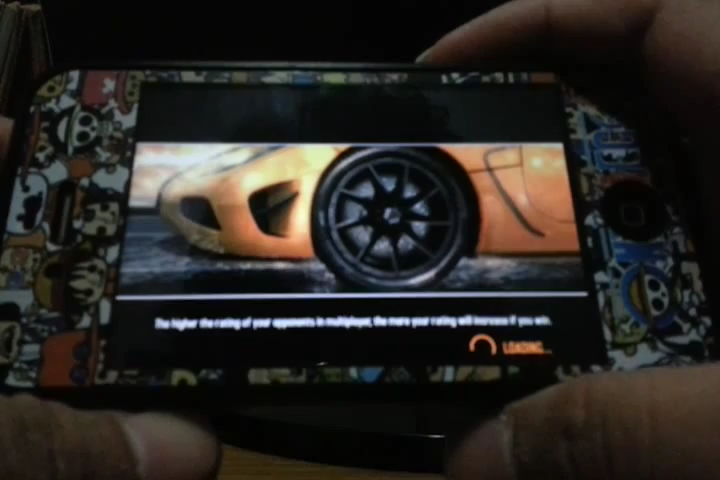 The higher the rating of your opponents in multiplayer, the more your rating will increase if you win.
LOADING...